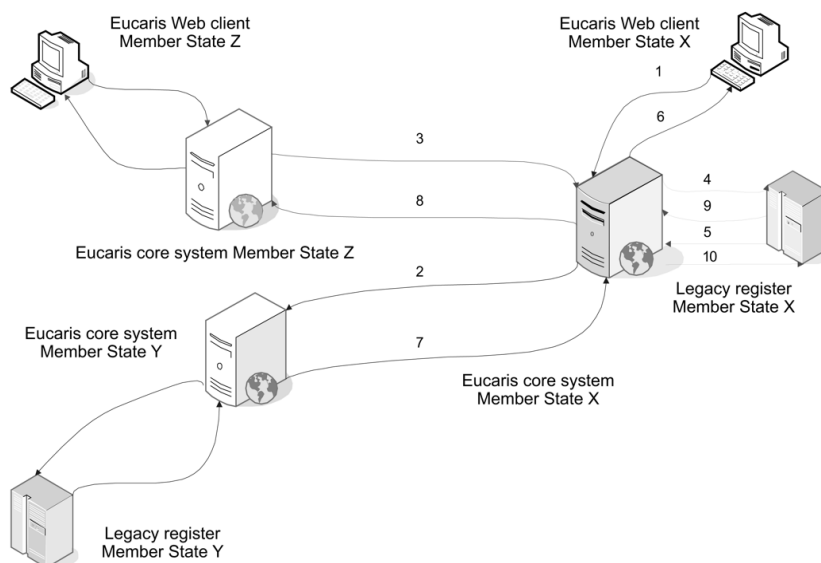 Eucaris Web client
Member State Z
Eucaris Web client
Member State X
1
6
3
4
8
9
5
10
Eucaris core system Member State Z
2
Legacy register
Member State X
Eucaris core system
Member State Y
7
Eucaris core system
Member State X
Legacy register
Member State Y